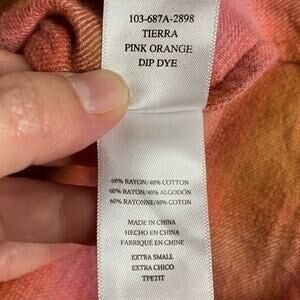 103-687A-2898
TIERRA
PINK ORANGE
DIP DYE
60% RAYON/40% COTTON
60% RAYON/40% ALGODÓN
60% RAYONNE/40% COTON
MADE IN CHINA
HECHO EN CHINA
FABRIQUÉ EN CHINE
EXTRA SMALL
EXTRA CHICO
TPETIT